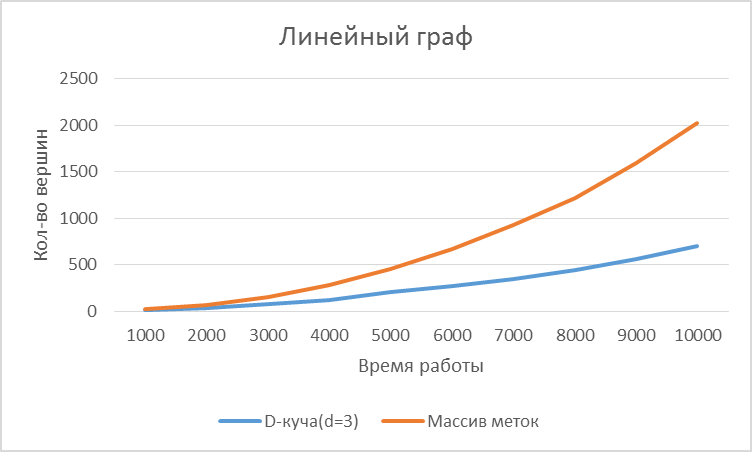 Линейный граф
2500
2000
1500
1000
500
0
Кол-во вершин
1000 2000 3000 4000 5000 6000 7000 8000 9000 10000
Время работы
D-куча(d=3) Массив меток